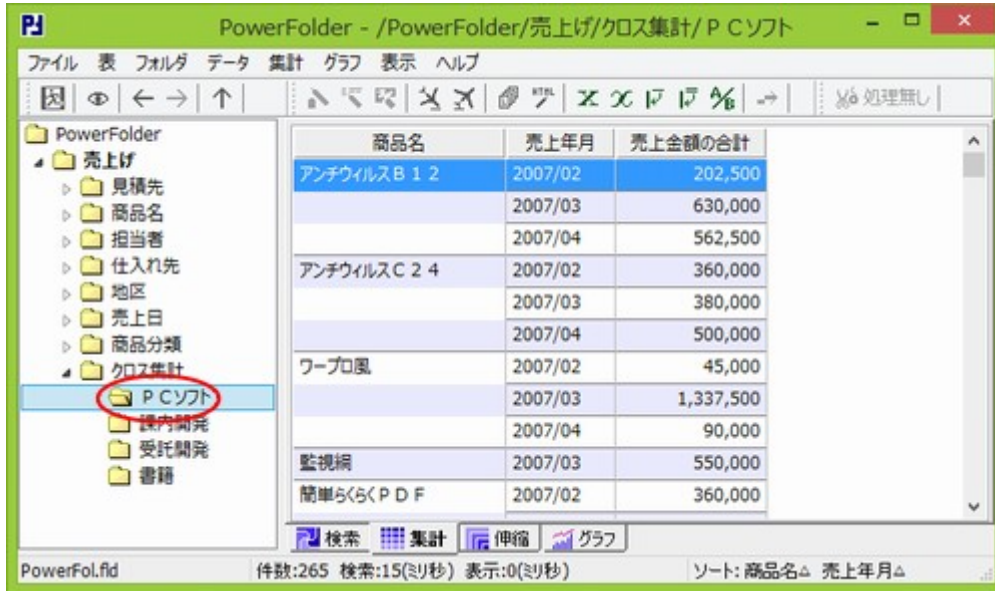 PowerFolder - /PowerFolder/売上げ/クロス集計/ＰＣソフト
ファイル 表 フォルダ データ 集計 グラフ 表示 ヘルプ
HTML A/B 処理無し
PowerFolder
売上げ
見積先
商品名
担当者
仕入れ先
地区
売上日
商品分類
クロス集計
ＰＣソフト
課内開発
受託開発
書籍
商品名 売上年月 売上金額の合計
アンチウィルスＢ１２ 2007/02 202,500
2007/03 630,000
2007/04 562,500
アンチウィルスＣ２４ 2007/02 360,000
2007/03 380,000
2007/04 500,000
ワープロ風 2007/02 45,000
2007/03 1,337,500
2007/04 90,000
監視綱 2007/03 550,000
簡単らくらくＰＤＦ 2007/02 360,000
検索 集計 伸縮 グラフ
PowerFol.fld 件数:265 検索:15(ミリ秒) 表示:0(ミリ秒) ソート: 商品名△ 売上年月△